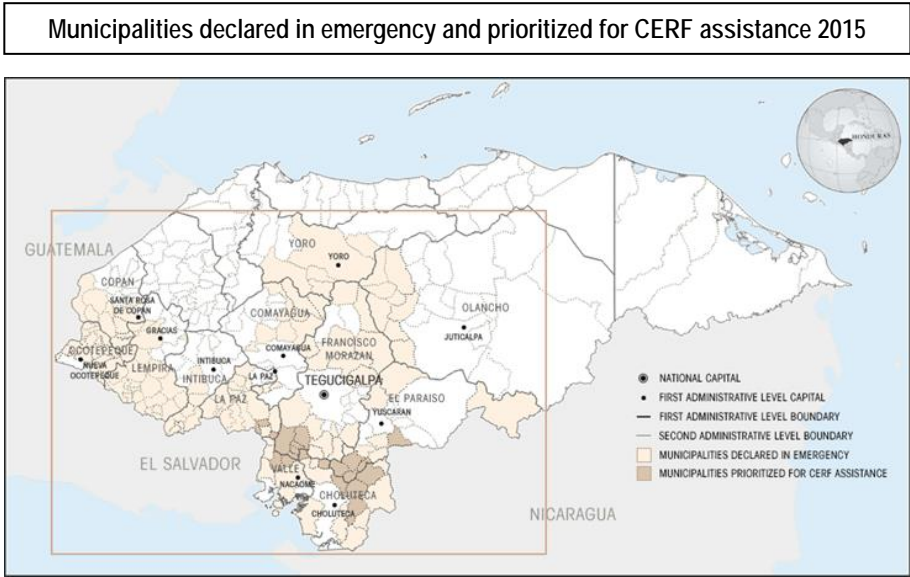 Municipalities declared in emergency and prioritized for CERF assistance 2015
HONDURAS
GUATEMALA
YORO
YORO
COPAN
SANTA ROSA
DE COPAN
OLANCHO
JUTICALPA
COMAYAGUA
GRACIAS
FRANCISCO
MORAZAN
OCOTEPEQUE
NUEVA
OCOTEPEQUE
LEMPIRA
INTIBUCA
INTIBUCA
COMAYAGUA
LA PAZ
LA PAZ
TEGUCIGALPA
EL PARAISO
YUSCARAN
EL SALVADOR
VALLE
NACAOME
CHOLUTECA
CHOLUTECA
NICARAGUA
NATIONAL CAPITAL
FIRST ADMINISTRATIVE LEVEL CAPITAL
FIRST ADMINISTRATIVE LEVEL BOUNDARY
SECOND ADMINISTRATIVE LEVEL BOUNDARY
MUNICIPALITIES DECLARED IN EMERGENCY
MUNICIPALITIES PRIORITIZED FOR CERF ASSISTANCE